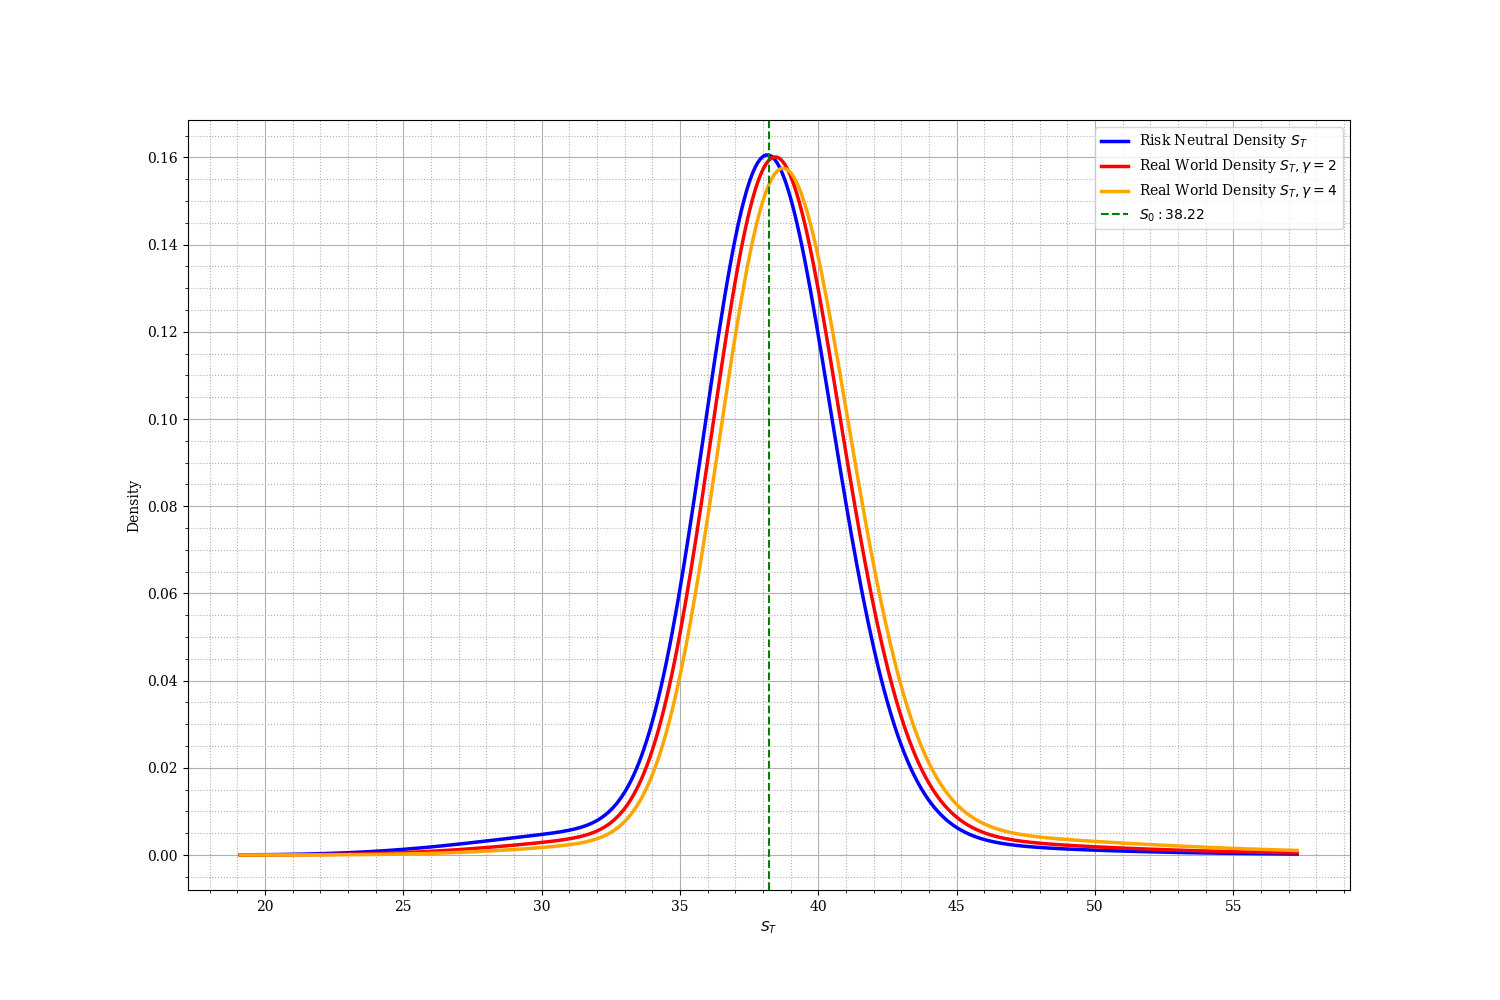 Risk Neutral Density $S_T$
Real World Density $S_T, \gamma = 2$
Real World Density $S_T, \gamma = 4$
$S_0 : 38.22$
Density
0.16
0.14
0.12
0.10
0.08
0.06
0.04
0.02
0.00
20 25 30 35 40 45 50 55
$S_T$